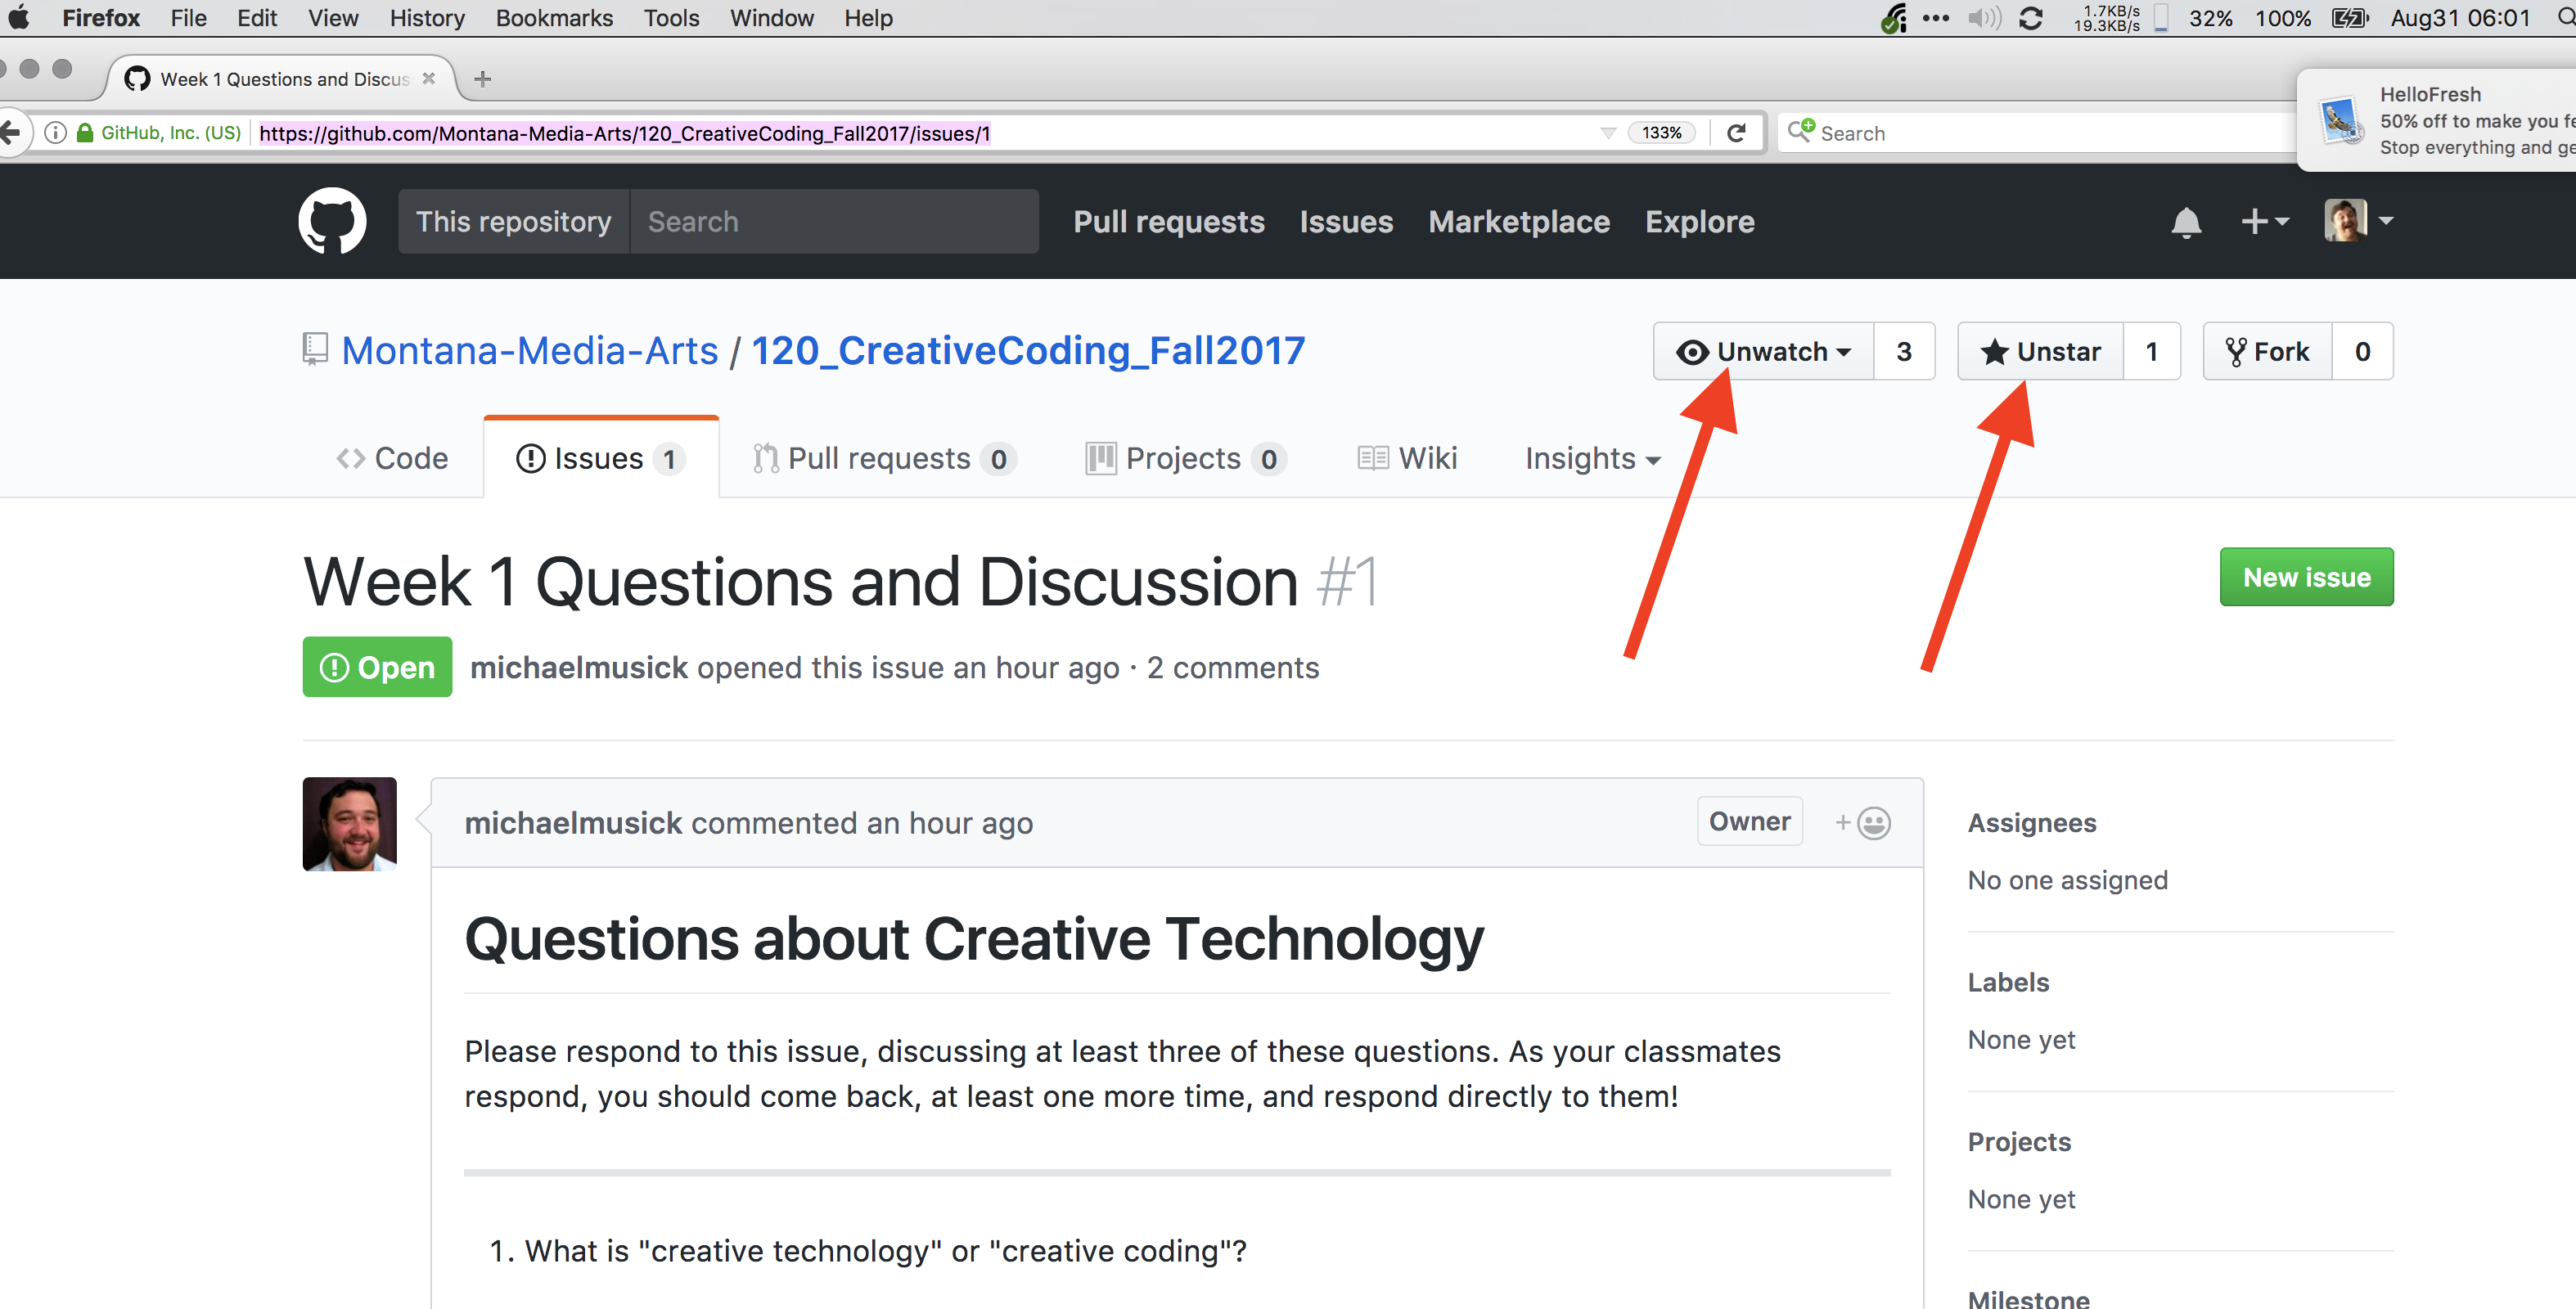 Firefox File Edit View History Bookmarks Tools Window Help
1.7KB/s
19.3KB/s
32% 100% Aug31 06:01
Week 1 Questions and Discus
HelloFresh
50% off to make you fe
Stop everything and ge
GitHub, Inc. (US) https://github.com/Montana-Media-Arts/120_CreativeCoding_Fall2017/issues/1 133% Search
This repository Search Pull requests Issues Marketplace Explore
Montana-Media-Arts / 120_CreativeCoding_Fall2017 Unwatch 3 Unstar 1 Fork 0
Code Issues 1 Pull requests 0 Projects 0 Wiki Insights
Week 1 Questions and Discussion #1
New issue
Open michaelmusick opened this issue an hour ago · 2 comments
michaelmusick commented an hour ago Owner +
Questions about Creative Technology
Please respond to this issue, discussing at least three of these questions. As your classmates
respond, you should come back, at least one more time, and respond directly to them!
1. What is "creative technology" or "creative coding"?
Assignees
No one assigned
Labels
None yet
Projects
None yet
Milestone